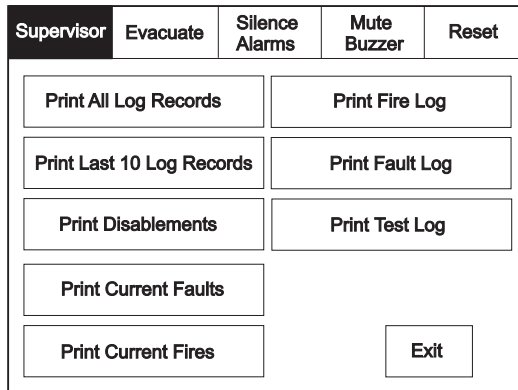 Supervisor
Evacuate
Silence
Alarms
Mute
Buzzer
Reset
Print All Log Records
Print Fire Log
Print Last 10 Log Records
Print Fault Log
Print Disablements
Print Test Log
Print Current Faults
Print Current Fires
Exit